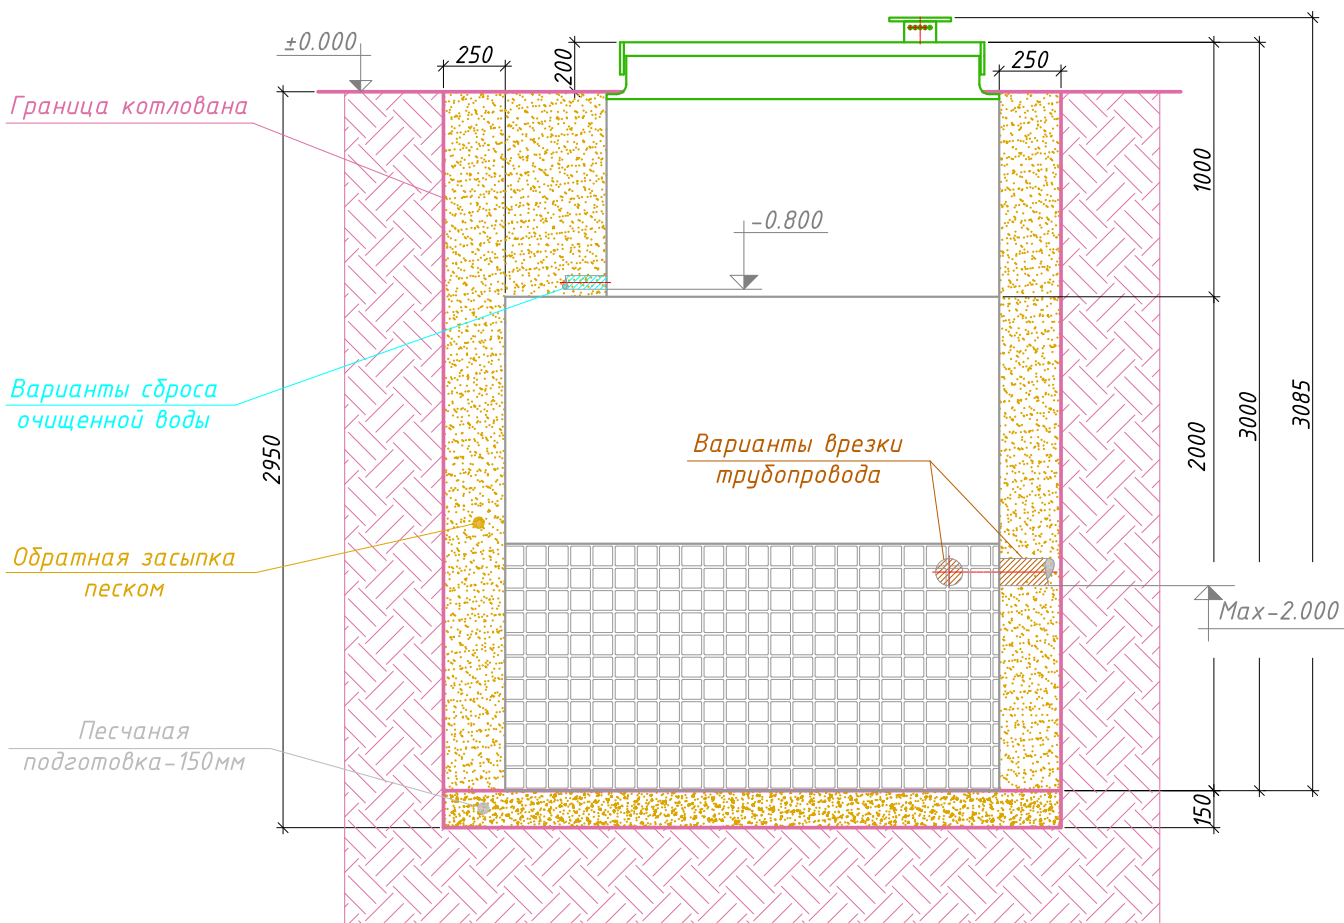 ±0.000
250
200
250
Граница котлована
1000
-0.800
Варианты сброса
очищенной воды
2950
Варианты врезки
трубопровода
2000
3000
3085
Обратная засыпка
песком
Max-2.000
Песчаная
подготовка-150мм
150